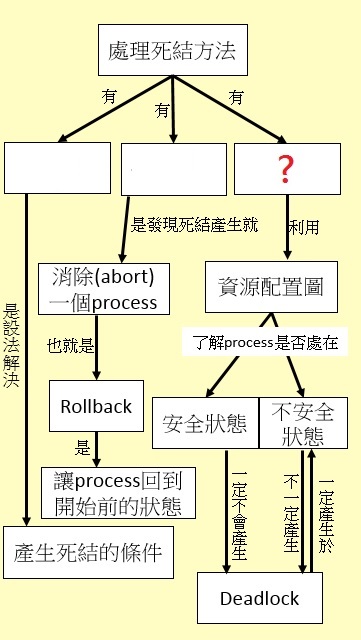 處理死結方法
有
有
有
?
是發現死結產生就
利用
消除(abort)
一個process
資源配置圖
是設法解決
也就是
了解process是否處在
Rollback
安全狀態
不安全
狀態
是
讓process回到
開始前的狀態
一定不會產生
不一定產生
一定產生於
產生死結的條件
Deadlock